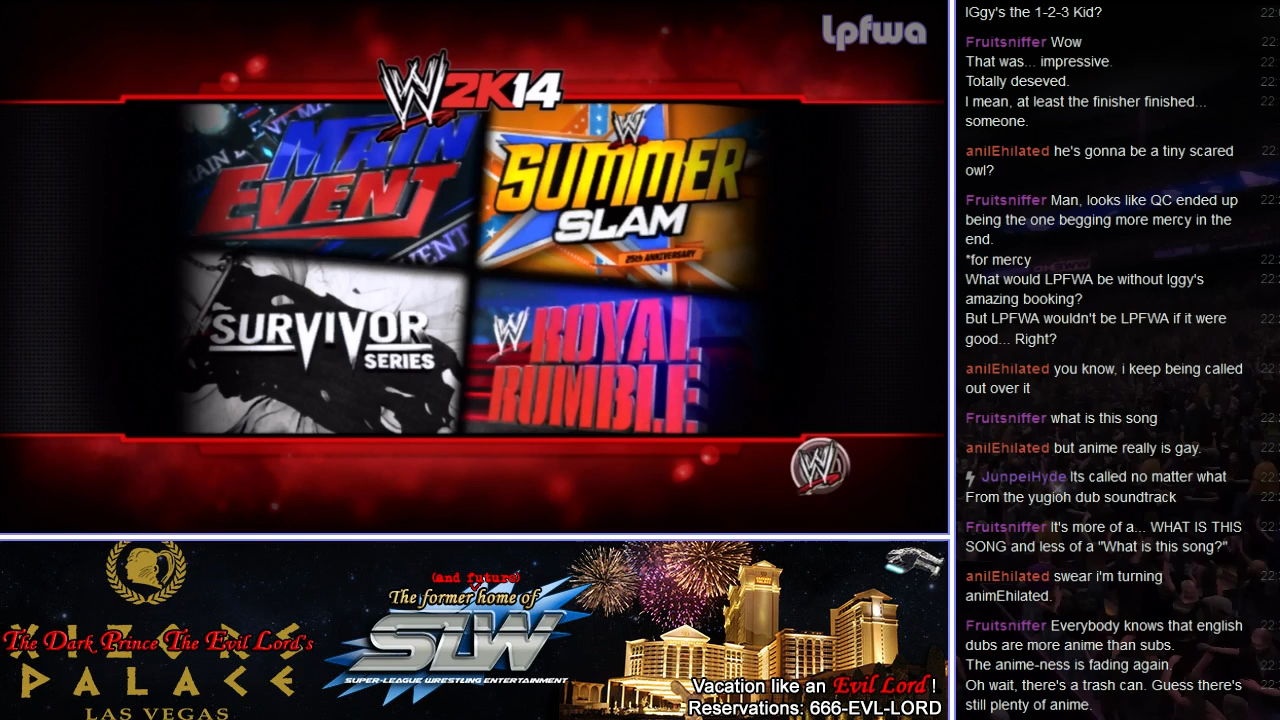 lpfwa
W 2K14
MAIN
EVENT
MAIN
EVENT
W
SUMMER
SLAM
25th ANNIVERSARY
SURVIVOR
SERIES
W ROYAL
RUMBLE
W
The Dark Prince The Evil Lord's
PALACE
LAS VEGAS
(and future)
The former home of
SLW
SUPER-LEAGUE WRESTLING ENTERTAINMENT
Vacation like an Evil Lord !
Reservations: 666-EVL-LORD
IGgy's the 1-2-3 Kid?
Fruitsniffer Wow
That was... impressive.
Totally deseved.
I mean, at least the finisher finished...
someone.
anilEhilated he's gonna be a tiny scared
owl?
Fruitsniffer Man, looks like QC ended up
being the one begging more mercy in the
end.
*for mercy
What would LPFWA be without Iggy's
amazing booking?
But LPFWA wouldn't be LPFWA if it were
good... Right?
anilEhilated you know, i keep being called
out over it
Fruitsniffer what is this song
anilEhilated but anime really is gay.
JunpeiHyde Its called no matter what
From the yugioh dub soundtrack
Fruitsniffer It's more of a... WHAT IS THIS
SONG and less of a "What is this song?"
anilEhilated swear i'm turning
animEhilated.
Fruitsniffer Everybody knows that english
dubs are more anime than subs.
The anime-ness is fading again.
Oh wait, there's a trash can. Guess there's
still plenty of anime.